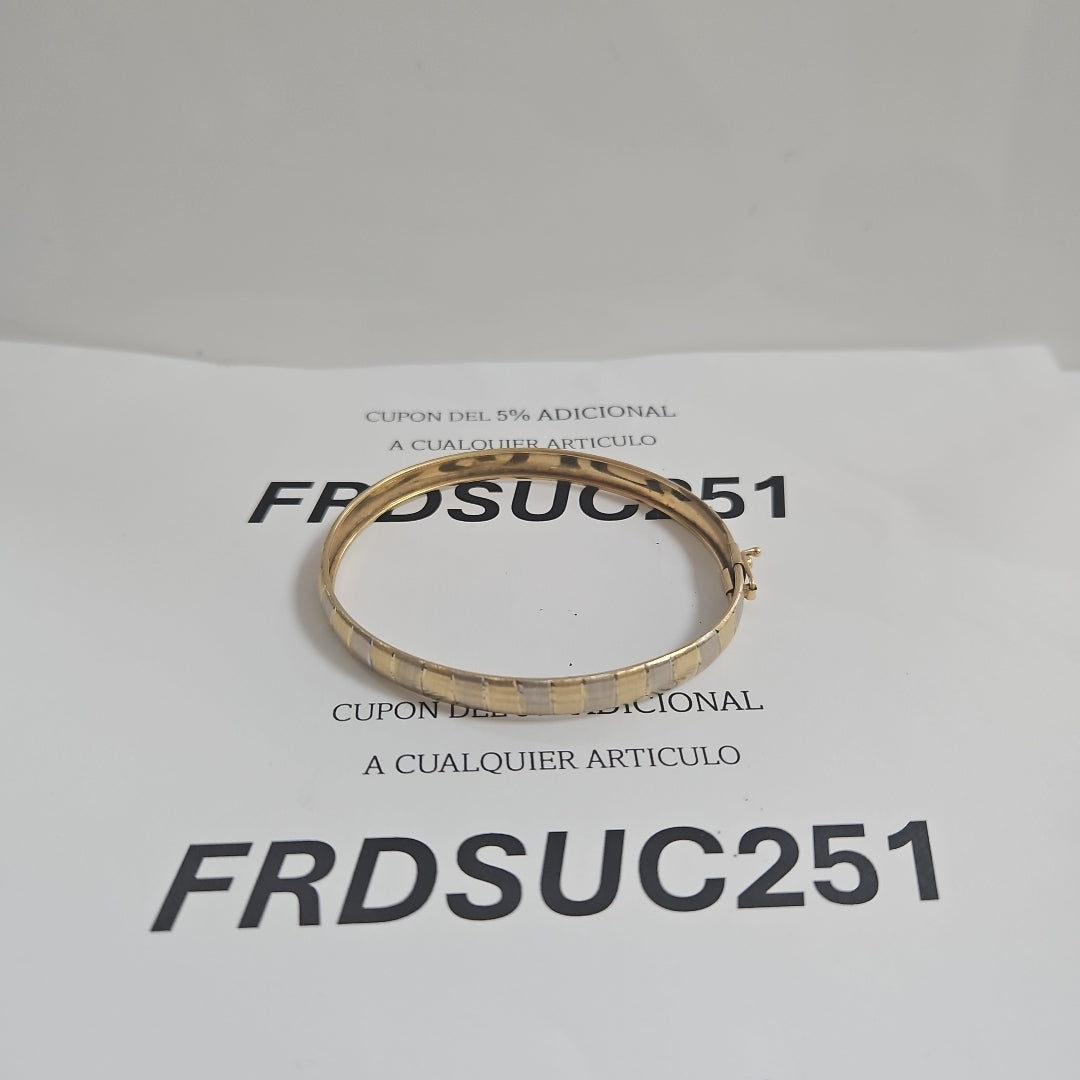 CUPON DEL 5% ADICIONAL
A CUALQUIER ARTICULO
FRDSUC251
CUPON DEL ADICIONAL
A CUALQUIER ARTICULO
FRDSUC251